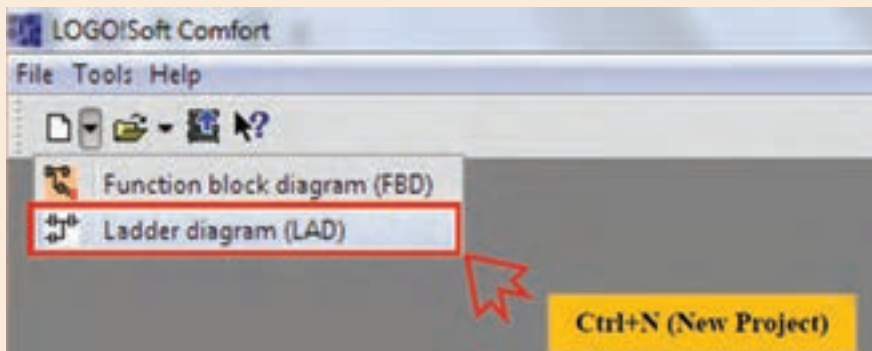 LOGO!Soft Comfort
File Tools Help
Function block diagram (FBD)
Ladder diagram (LAD)
Ctrl+N (New Project)